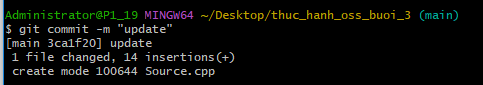 Administrator@P1_19 MINGW64 ~/Desktop/thuc_hanh_oss_buoi_3 (main)
$ git commit -m "update"
[main 3ca1f20] update
 1 file changed, 14 insertions(+)
 create mode 100644 Source.cpp